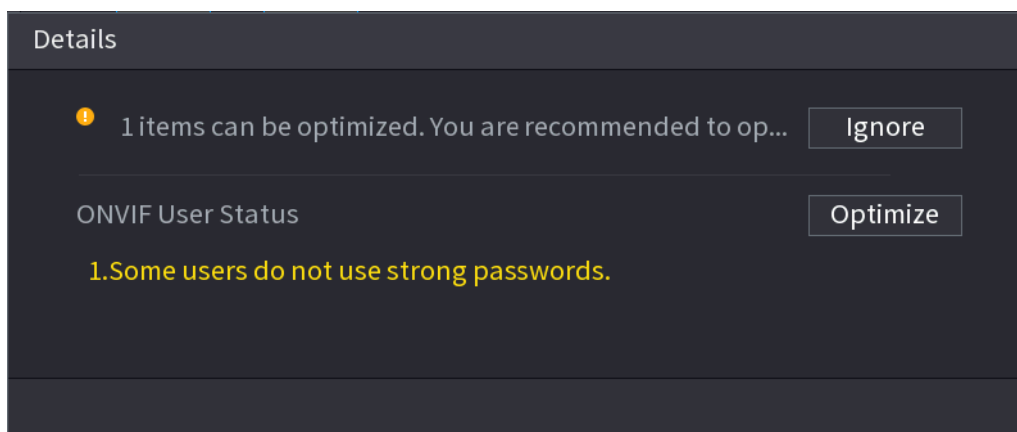 Details
1 items can be optimized. You are recommended to op...
Ignore
ONVIF User Status
Optimize
1.Some users do not use strong passwords.